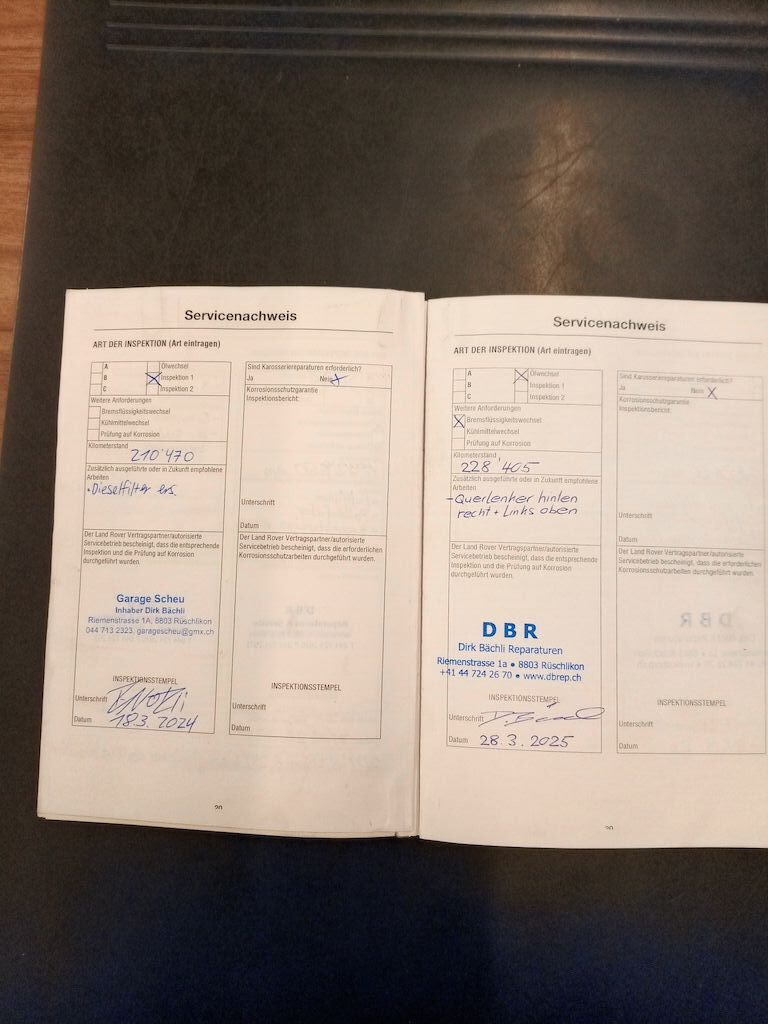 Servicenachweis
ART DER INSPEKTION (Art eintragen)
A
B
C
Ölwechsel
Inspektion 1
Inspektion 2
Weitere Anforderungen
Bremsflüssigkeitswechsel
Kühlmittelwechsel
Prüfung auf Korrosion
Kilometerstand
210'470
Zusätzlich ausgeführte oder in Zukunft empfohlene
Arbeiten
•Dieselfilter ers.
Der Land Rover Vertragspartner/autorisierte
Servicebetrieb bescheinigt, dass die entsprechende
Inspektion und die Prüfung auf Korrosion
durchgeführt wurden.
Garage Scheu
Inhaber Dirk Bächli
Riemenstrasse 1A, 8803 Rüschlikon
044 713 2323, garagescheu@gmx.ch
INSPEKTIONSSTEMPEL
Unterschrift
Datum 18.3.2024
Sind Karosseriereparaturen erforderlich?
Ja Nein
Korrosionsschutzgarantie
Inspektionsbericht:
Unterschrift
Datum
Der Land Rover Vertragspartner/autorisierte
Servicebetrieb bescheinigt, dass die erforderlichen
Korrosionsschutzarbeiten durchgeführt wurden.
INSPEKTIONSSTEMPEL
Unterschrift
Datum
20
Servicenachweis
ART DER INSPEKTION (Art eintragen)
A
B
C
Ölwechsel
Inspektion 1
Inspektion 2
Weitere Anforderungen
Bremsflüssigkeitswechsel
Kühlmittelwechsel
Prüfung auf Korrosion
Kilometerstand
228'405
Zusätzlich ausgeführte oder in Zukunft empfohlene
Arbeiten
-Querlenker hinten
recht + Links oben
Der Land Rover Vertragspartner/autorisierte
Servicebetrieb bescheinigt, dass die entsprechende
Inspektion und die Prüfung auf Korrosion
durchgeführt wurden.
DBR
Dirk Bächli Reparaturen
Riemenstrasse 1a • 8803 Rüschlikon
+41 44 724 26 70 • www.dbrep.ch
INSPEKTIONSSTEMPEL
Unterschrift
Datum 28.3.2025
Sind Karosseriereparaturen erforderlich?
Ja Nein
Korrosionsschutzgarantie
Inspektionsbericht:
Unterschrift
Datum
Der Land Rover Vertragspartner/autorisierte
Servicebetrieb bescheinigt, dass die erforderlichen
Korrosionsschutzarbeiten durchgeführt wurden.
INSPEKTIONSSTEMPEL
Unterschrift
Datum